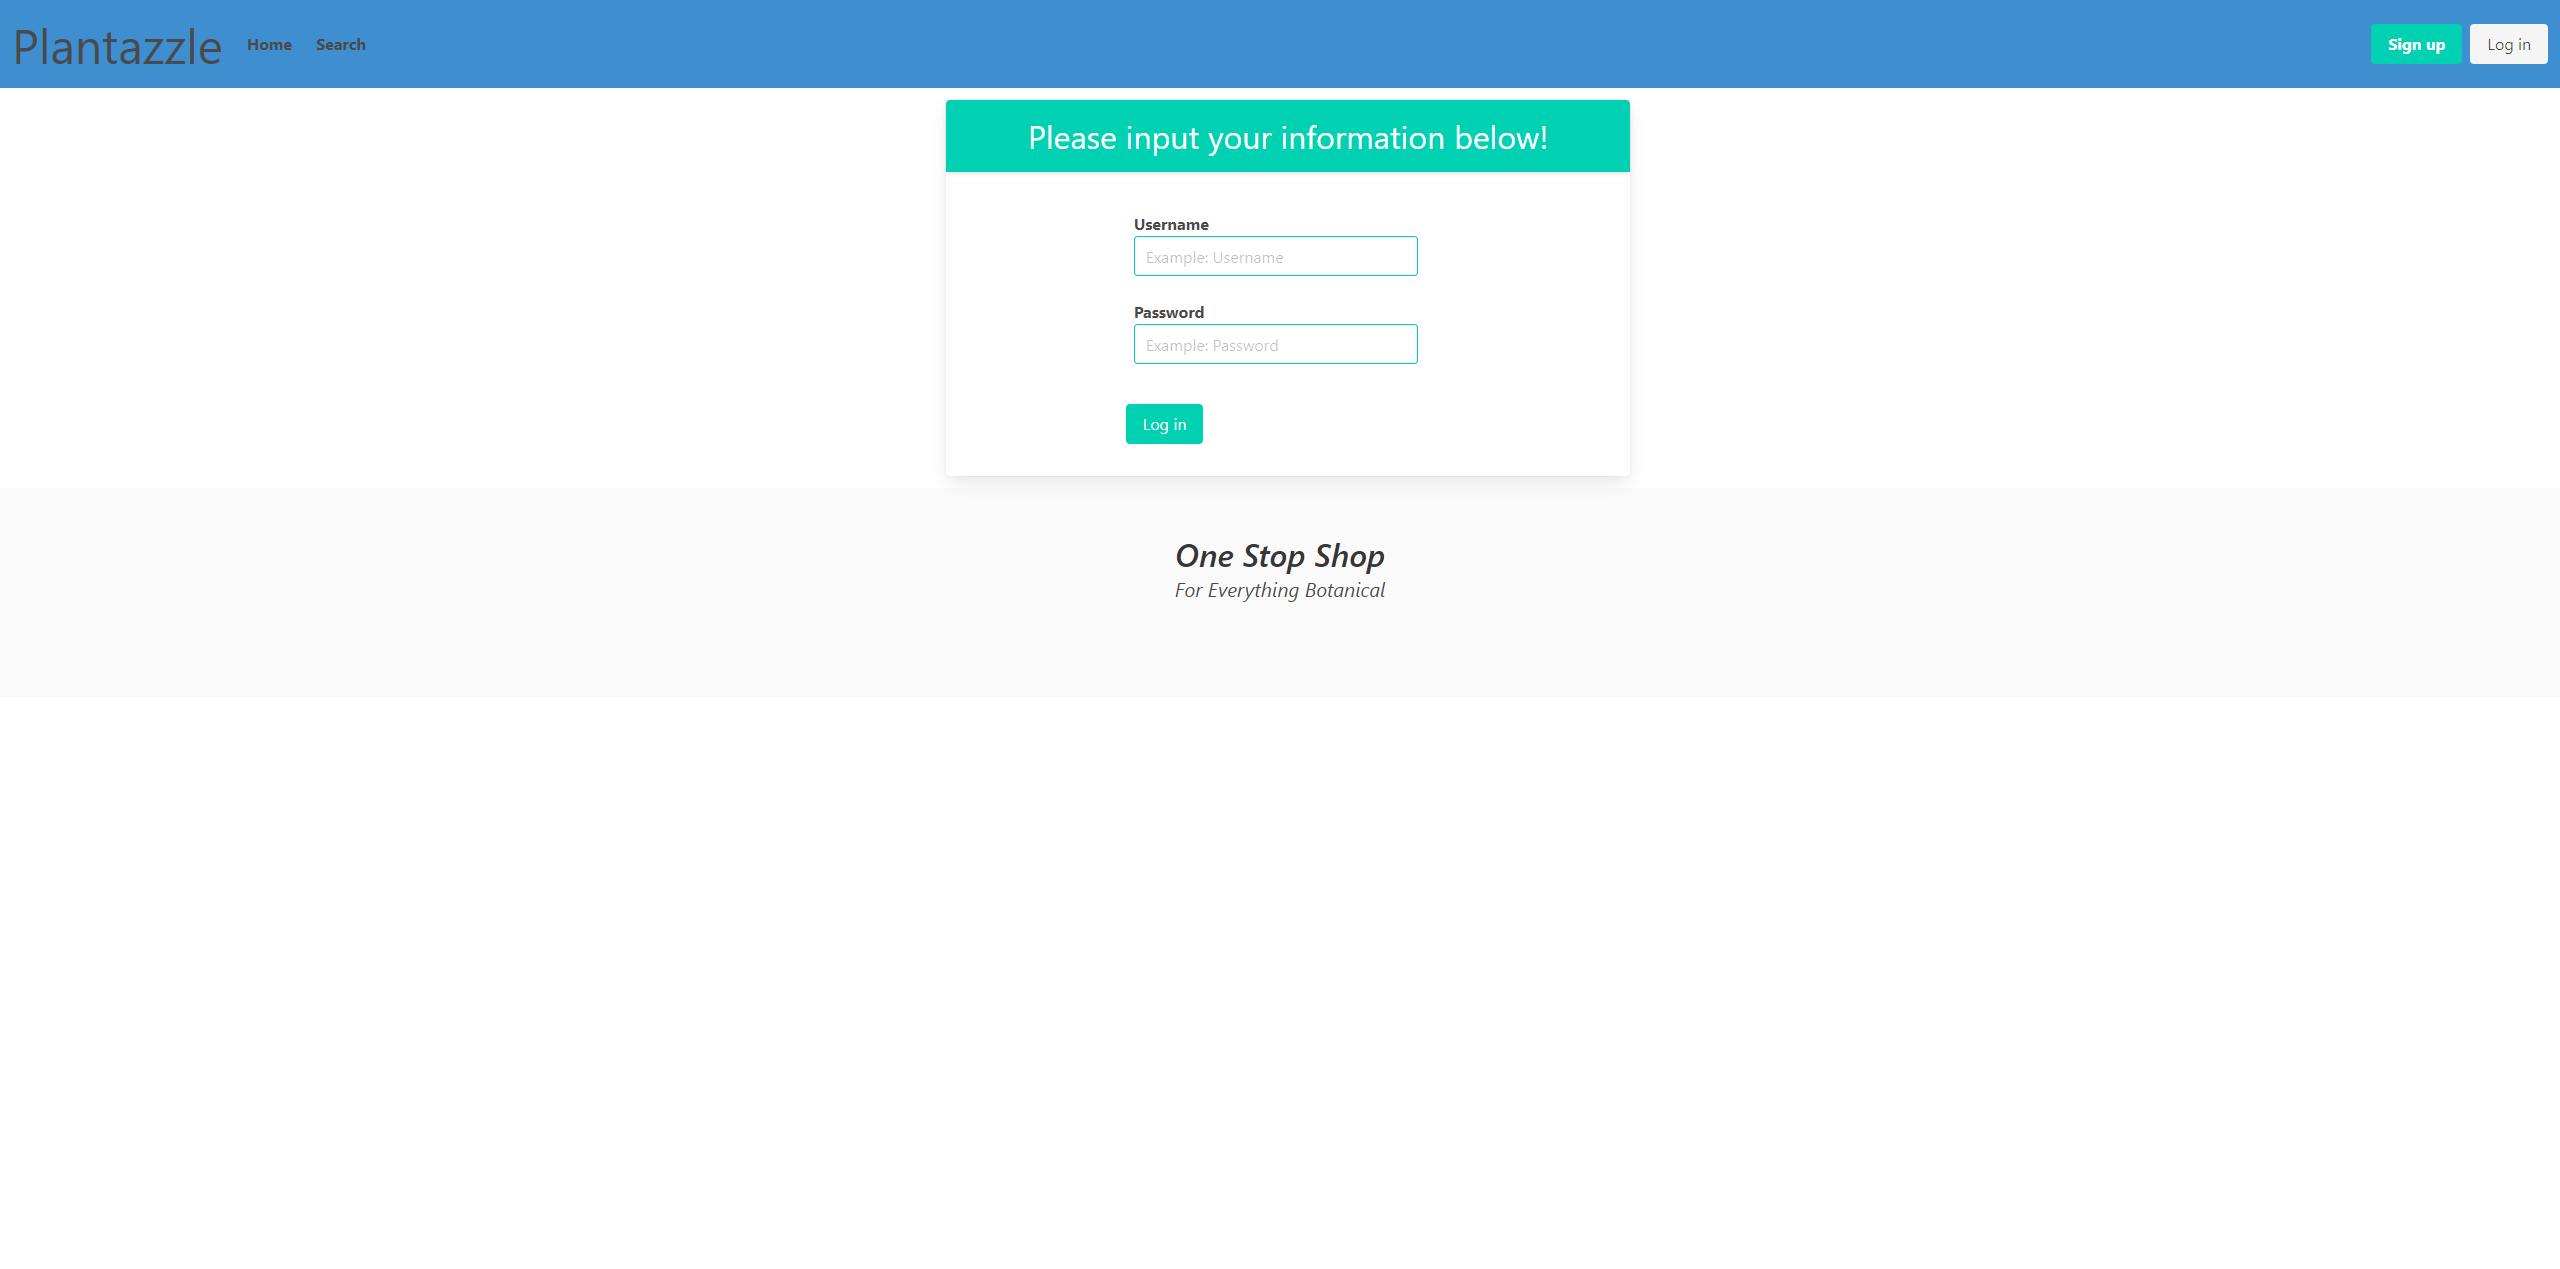 Plantazzle Home Search Sign up Log in
Please input your information below!
Username
Example: Username
Password
Example: Password
Log in
One Stop Shop
For Everything Botanical